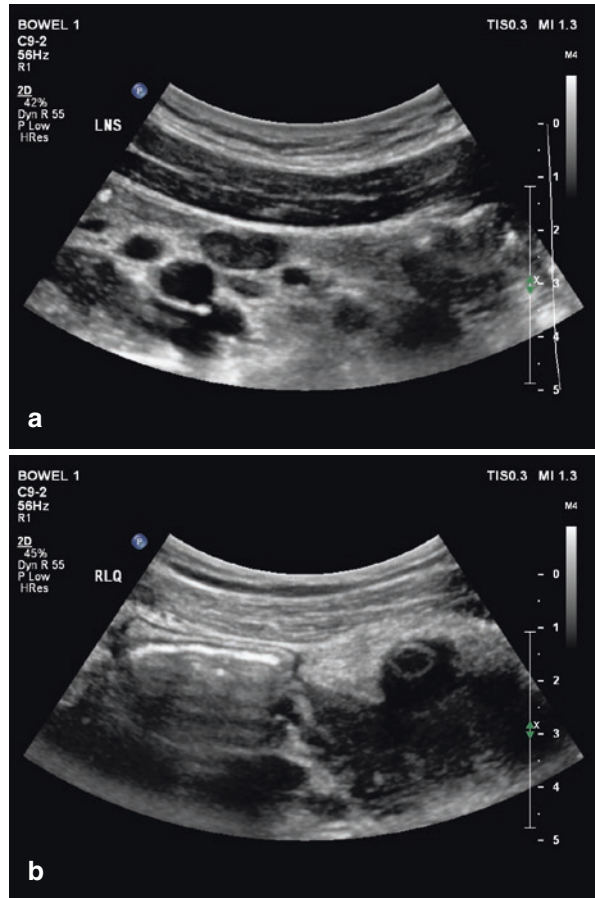 BOWEL 1
TIS0.3 MI 1.3
C9-2
56Hz
R1
M4
2D
42%
Dyn R 55
P Low
HRes
P
LNS
0
1
2
X
3
4
5
a
BOWEL 1
TIS0.3 MI 1.3
C9-2
56Hz
R1
M4
2D
45%
Dyn R 55
P Low
HRes
P
RLQ
0
1
2
X
3
4
5
b